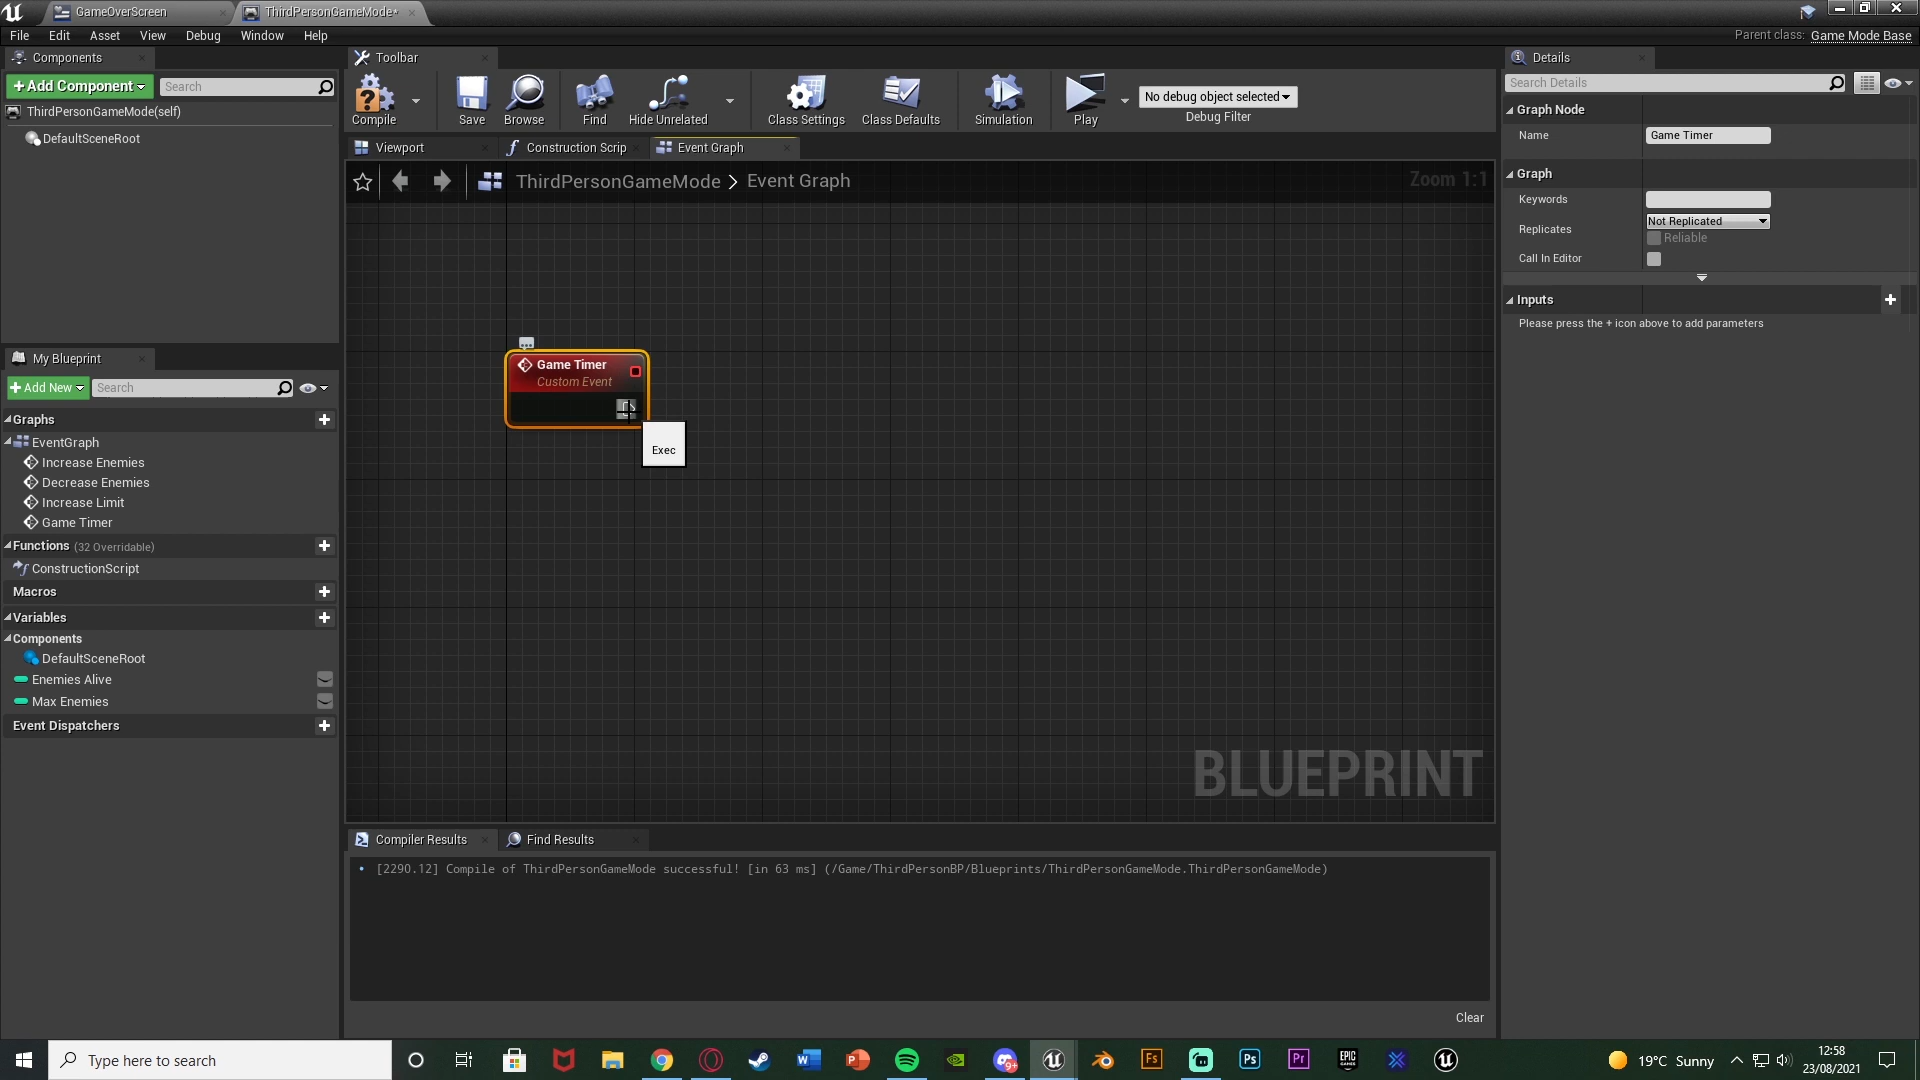 GameOverScreen
ThirdPersonGameMode*
File Edit Asset View Debug Window Help
Parent class: Game Mode Base
Components
+Add Component
Search
ThirdPersonGameMode(self)
DefaultSceneRoot
Toolbar
Compile
Save
Browse
Find
Hide Unrelated
Class Settings
Class Defaults
Simulation
Play
No debug object selected
Debug Filter
Viewport
Construction Scrip
Event Graph
ThirdPersonGameMode > Event Graph
Zoom 1:1
Game Timer
Custom Event
Exec
BLUEPRINT
My Blueprint
+Add New
Search
Graphs
EventGraph
Increase Enemies
Decrease Enemies
Increase Limit
Game Timer
Functions (32 Overridable)
ConstructionScript
Macros
Variables
Components
DefaultSceneRoot
Enemies Alive
Max Enemies
Event Dispatchers
Details
Search Details
Graph Node
Name
Game Timer
Graph
Keywords
Replicates
Not Replicated
Reliable
Call In Editor
Inputs
Please press the + icon above to add parameters
Compiler Results
Find Results
• [2290.12] Compile of ThirdPersonGameMode successful! [in 63 ms] (/Game/ThirdPersonBP/Blueprints/ThirdPersonGameMode.ThirdPersonGameMode)
Clear
Type here to search
9+
Fs
Ps
Pr
EPIC GAMES
19°C Sunny
12:58
23/08/2021